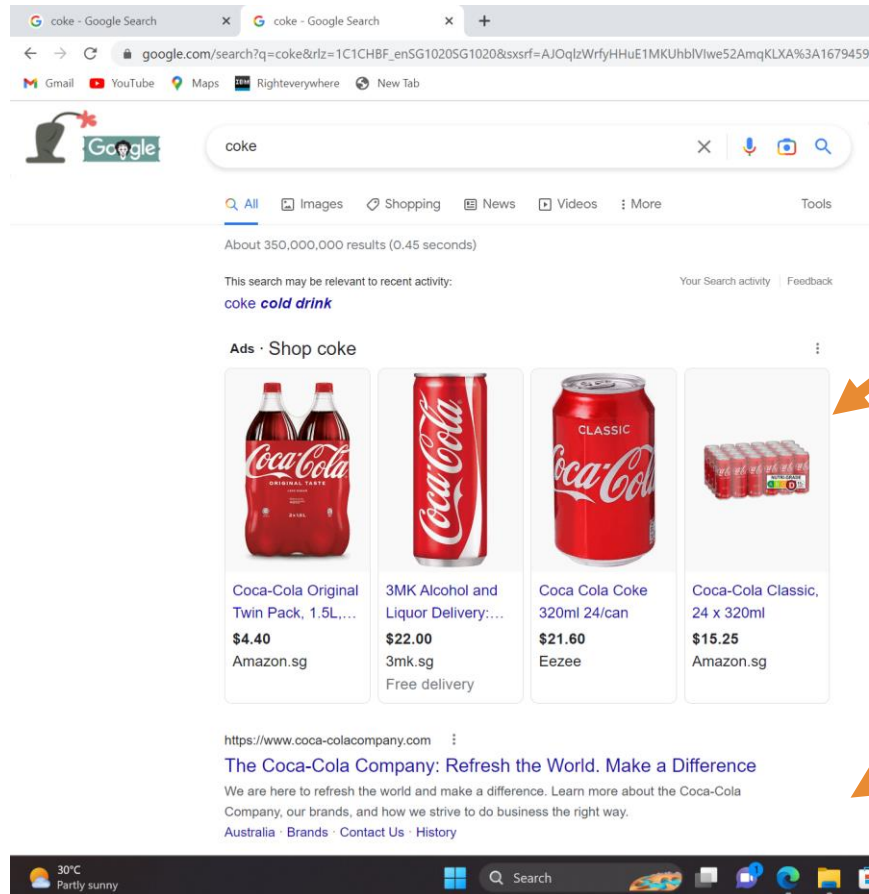 coke - Google Search
coke - Google Search
google.com/search?q=coke&rlz=1C1CHBF_enSG1020SG1020&sxsrf=AJOqlzWrfyHHuE1MKUhblVIwe52AmqKLXA%3A1679459
Gmail YouTube Maps IBM Righteverywhere New Tab
Google
coke
All Images Shopping News Videos More Tools
About 350,000,000 results (0.45 seconds)
This search may be relevant to recent activity: Your Search activity Feedback
coke cold drink
Ads · Shop coke
Coca-Cola
ORIGINAL TASTE
Coca-Cola
CLASSIC
Coca-Cola
NUTRI-GRADE
D
Coca-Cola Original
Twin Pack, 1.5L,...
$4.40
Amazon.sg
3MK Alcohol and
Liquor Delivery:...
$22.00
3mk.sg
Free delivery
Coca Cola Coke
320ml 24/can
$21.60
Eezee
Coca-Cola Classic,
24 x 320ml
$15.25
Amazon.sg
https://www.coca-colacompany.com
The Coca-Cola Company: Refresh the World. Make a Difference
We are here to refresh the world and make a difference. Learn more about the Coca-Cola
Company, our brands, and how we strive to do business the right way.
Australia · Brands · Contact Us · History
30°C
Partly sunny
Search